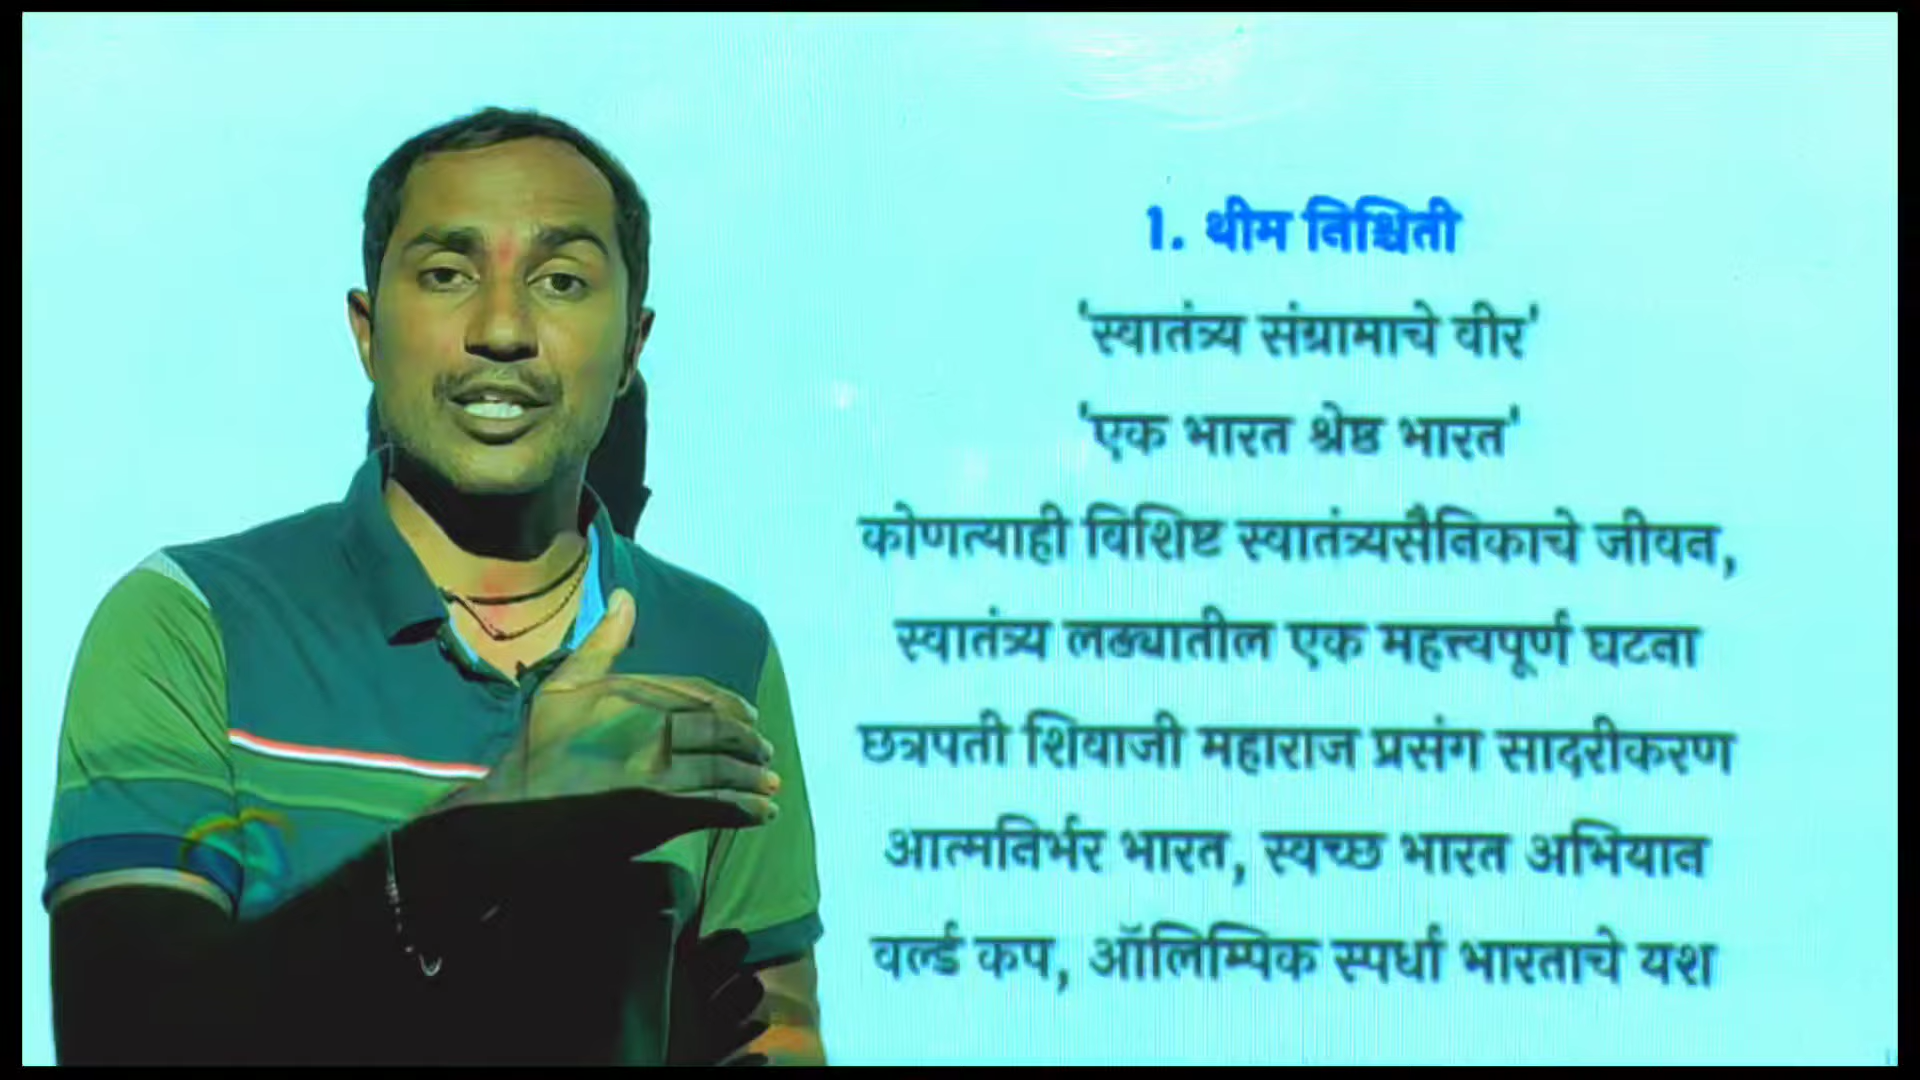 1. थीम निश्चिती
'स्वातंत्र्य संग्रामाचे वीर'
'एक भारत श्रेष्ठ भारत'
कोणत्याही विशिष्ट स्वातंत्र्यसैनिकाचे जीवन,
स्वातंत्र्य लढ्यातील एक महत्त्वपूर्ण घटना
छत्रपती शिवाजी महाराज प्रसंग सादरीकरण
आत्मनिर्भर भारत, स्वच्छ भारत अभियान
वर्ल्ड कप, ऑलिम्पिक स्पर्धा भारताचे यश